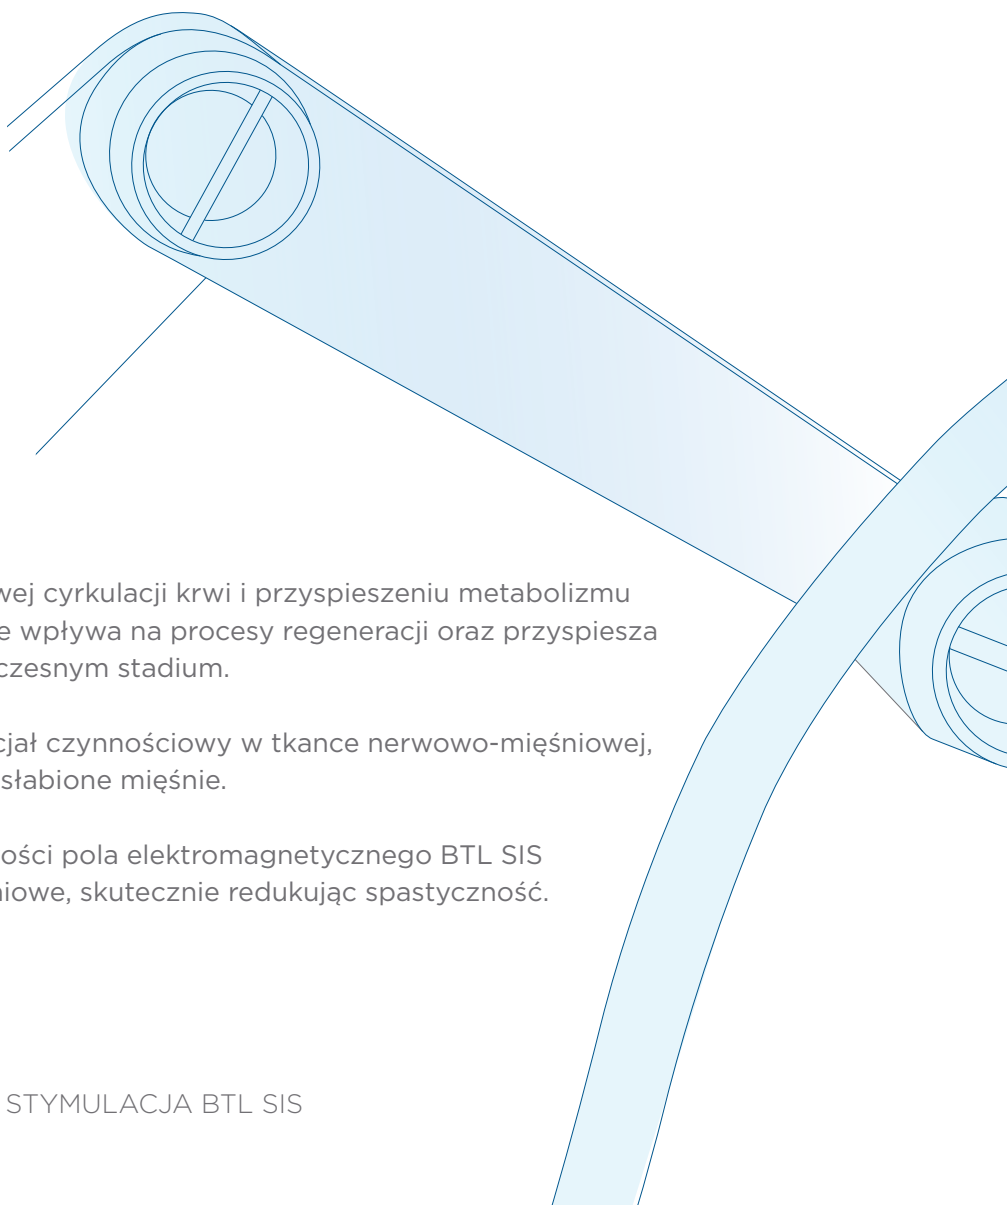 wej cyrkulacji krwi i przyspieszeniu metabolizmu
e wpływa na procesy regeneracji oraz przyspiesza
czesnym stadium.
cjał czynnościowy w tkance nerwowo-mięśniowej,
słabione mięśnie.
ości pola elektromagnetycznego BTL SIS
niowe, skutecznie redukując spastyczność.
STYMULACJA BTL SIS